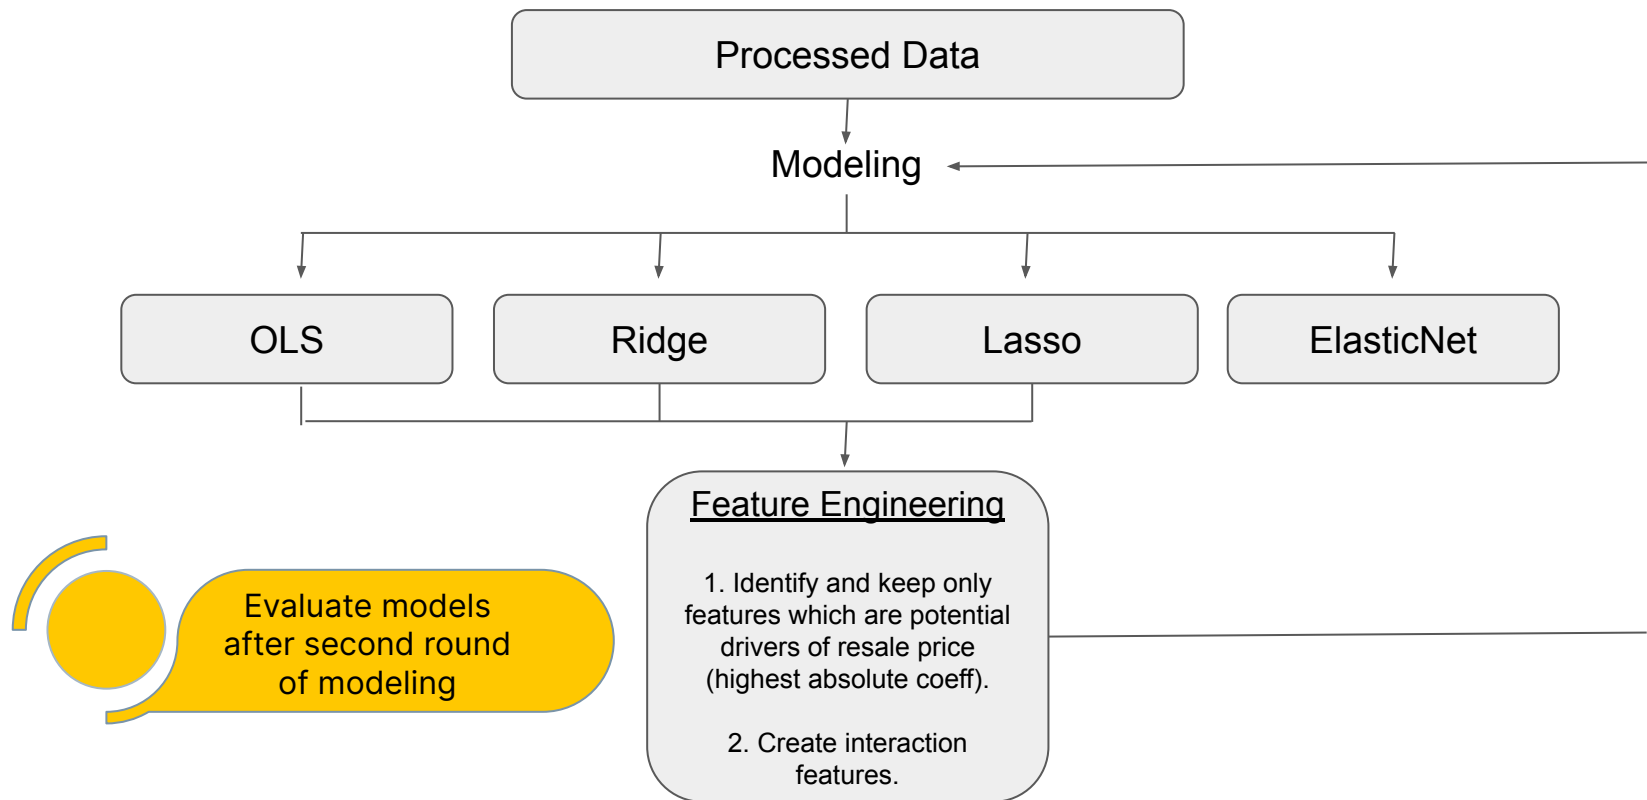 Processed Data
Modeling
OLS
Ridge
Lasso
ElasticNet
Feature Engineering
1. Identify and keep only
features which are potential
drivers of resale price
(highest absolute coeff).
2. Create interaction
features.
Evaluate models
after second round
of modeling